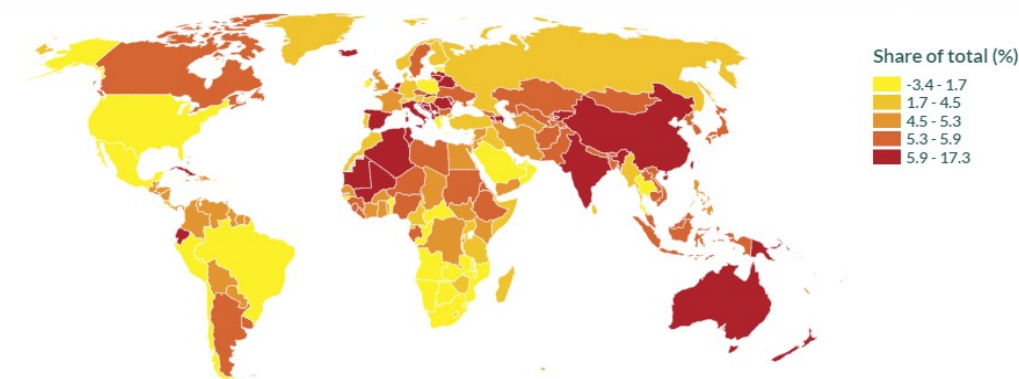 Share of total (%)
-3.4 - 1.7
1.7 - 4.5
4.5 - 5.3
5.3 - 5.9
5.9 - 17.3